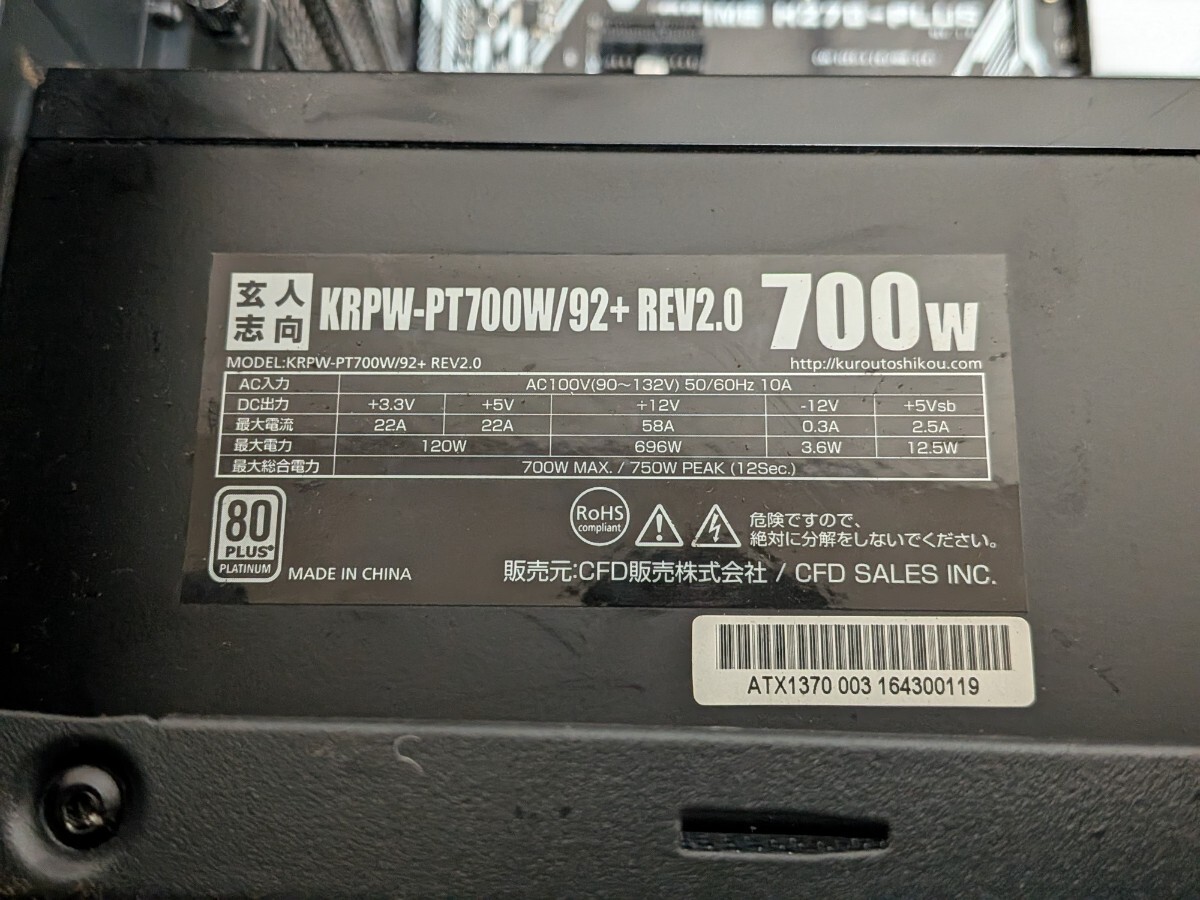 H270-PLUS
玄人
志向
KRPW-PT700W/92+ REV2.0
700W
MODEL:KRPW-PT700W/92+ REV2.0
http://kuroutoshikou.com
AC入力 AC100V(90～132V) 50/60Hz 10A
DC出力 +3.3V +5V +12V -12V +5Vsb
最大電流 22A 22A 58A 0.3A 2.5A
最大電力 120W 696W 3.6W 12.5W
最大総合電力 700W MAX. / 750W PEAK (12Sec.)
80
PLUS®
PLATINUM
MADE IN CHINA
RoHS
compliant
危険ですので、
絶対に分解をしないでください。
販売元:CFD販売株式会社 / CFD SALES INC.
ATX1370 003 164300119